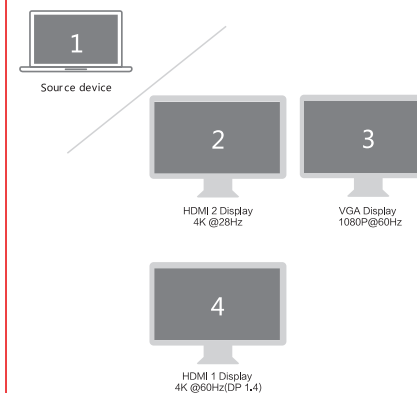 1
Source device
2
3
HDMI 2 Display
4K @28Hz
VGA Display
1080P@60Hz
4
HDMI 1 Display
4K @60Hz(DP 1.4)